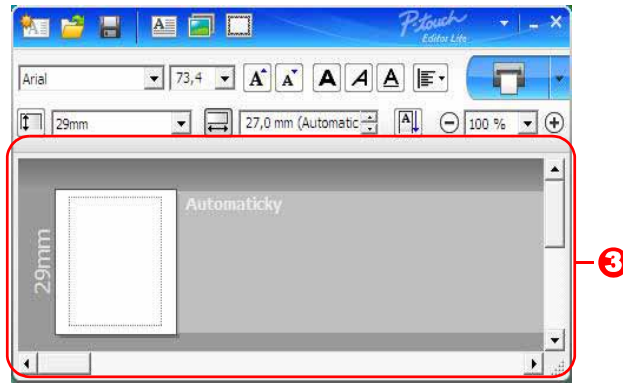 P-touch
Editor Lite
Arial 73,4 A A A A A
29mm 27,0 mm (Automatic A 100 %
Automaticky
29mm
3